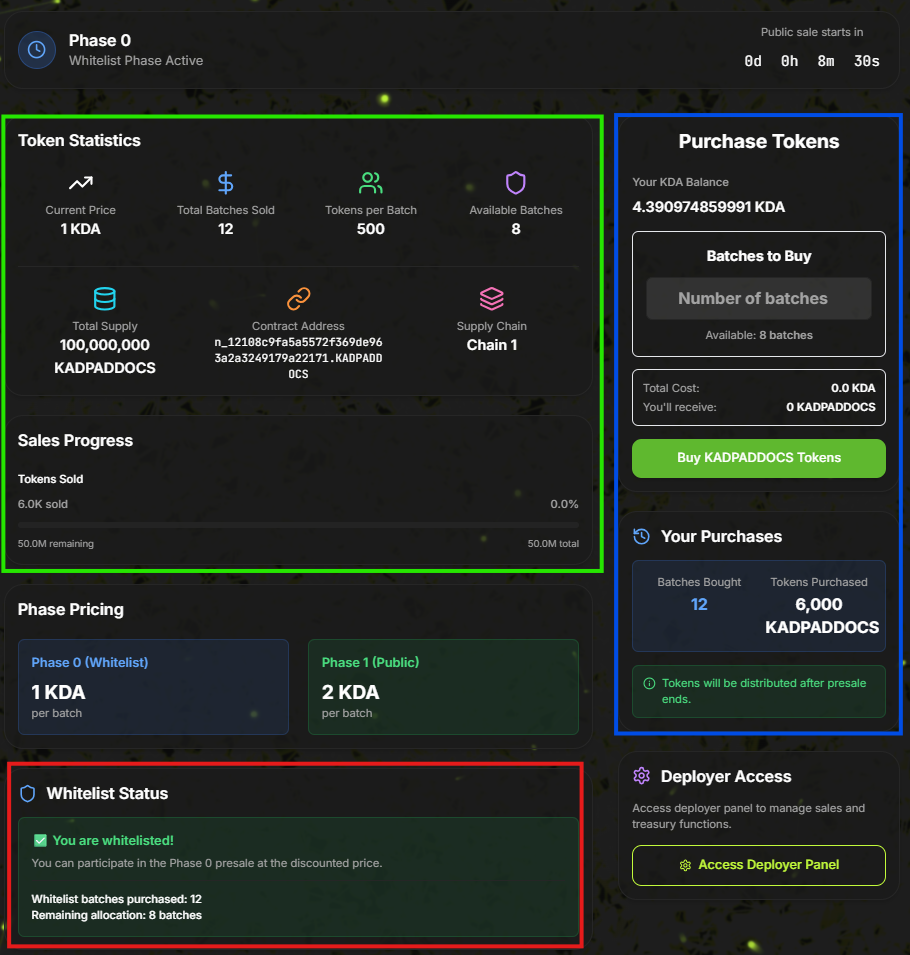 Phase 0
Whitelist Phase Active
Public sale starts in
0d 0h 8m 30s
Token Statistics
Current Price
1 KDA
Total Batches Sold
12
Tokens per Batch
500
Available Batches
8
Total Supply
100,000,000
KADPADDOCS
Contract Address
n_12108c9fa5a5572f369de96
3a2a3249179a22171.KADPADD
OCS
Supply Chain
Chain 1
Sales Progress
Tokens Sold
6.0K sold
0.0%
50.0M remaining
50.0M total
Phase Pricing
Phase 0 (Whitelist)
1 KDA
per batch
Phase 1 (Public)
2 KDA
per batch
Whitelist Status
You are whitelisted!
You can participate in the Phase 0 presale at the discounted price.
Whitelist batches purchased: 12
Remaining allocation: 8 batches
Purchase Tokens
Your KDA Balance
4.390974859991 KDA
Batches to Buy
Number of batches
Available: 8 batches
Total Cost: 0.0 KDA
You'll receive: 0 KADPADDOCS
Buy KADPADDOCS Tokens
Your Purchases
Batches Bought
12
Tokens Purchased
6,000
KADPADDOCS
Tokens will be distributed after presale
ends.
Deployer Access
Access deployer panel to manage sales and
treasury functions.
Access Deployer Panel